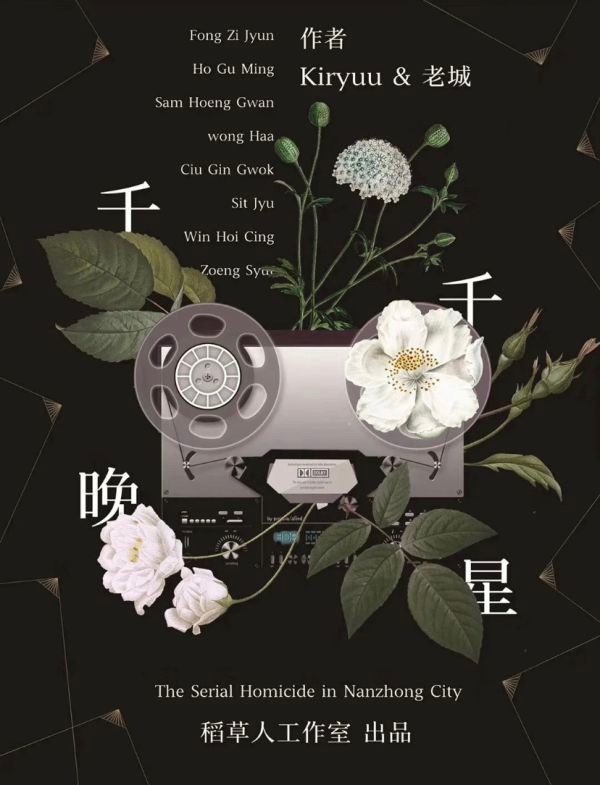 Fong Zi Jyun
Ho Gu Ming
Sam Hoeng Gwan
wong Haa
Ciu Gin Gwok
Sit Jyu
Win Hoi Cing
Zoeng
作者
Kiryuu & 老城
千
千
晚
星
DOLBY
The Serial Homicide in Nanzhong City
稻草人工作室 出品